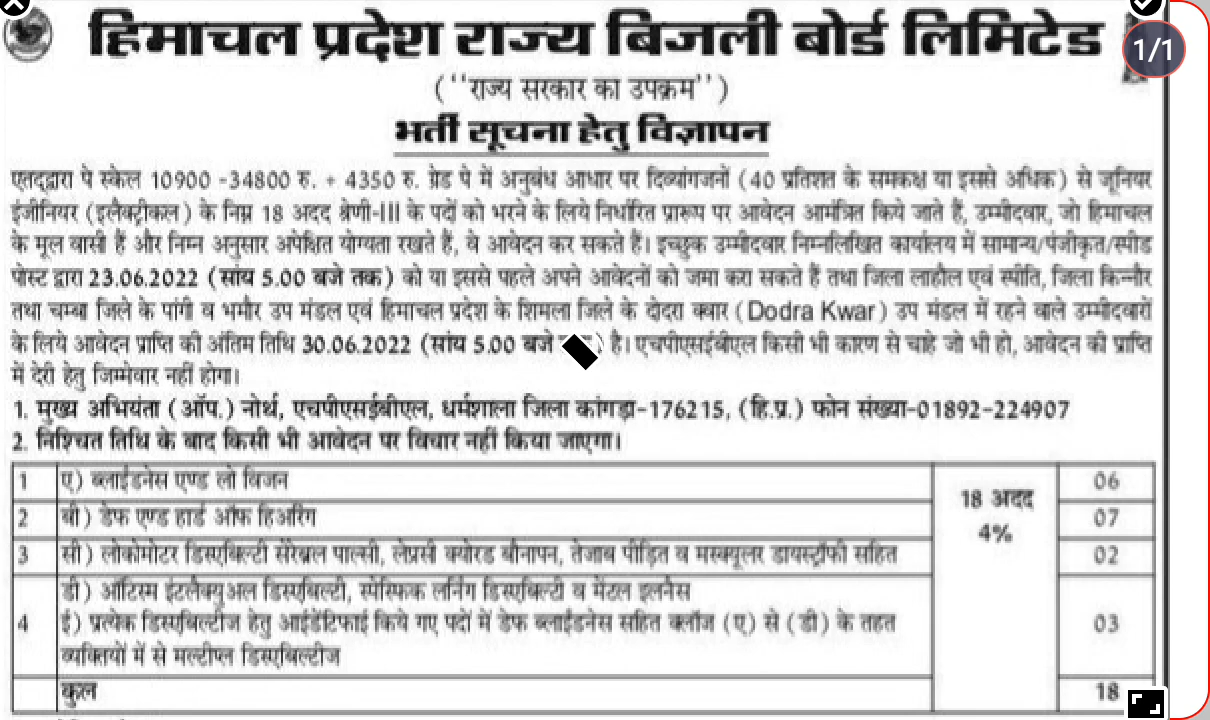 हिमाचल प्रदेश राज्य बिजली बोर्ड लिमिटेड
1/1
(''राज्य सरकार का उपक्रम'')
भर्ती सूचना हेतु विज्ञापन
एतद्द्वारा पे स्केल 10900 -34800 रु. + 4350 रु. ग्रेड पे में अनुबंध आधार पर दिव्यांगजनों (40 प्रतिशत के समकक्ष या इससे अधिक) से जूनियर
इंजीनियर (इलैक्ट्रीकल) के निम्न 18 अदद श्रेणी-III के पदों को भरने के लिये निर्धारित प्रारूप पर आवेदन आमंत्रित किये जाते हैं, उम्मीदवार, जो हिमाचल
के मूल वासी हैं और निम्न अनुसार अपेक्षित योग्यता रखते हैं, वे आवेदन कर सकते हैं। इच्छुक उम्मीदवार निम्नलिखित कार्यालय में सामान्य/पंजीकृत/स्पीड
पोस्ट द्वारा 23.06.2022 (सांय 5.00 बजे तक) को या इससे पहले अपने आवेदनों को जमा करा सकते हैं तथा जिला लाहौल एवं स्पीति, जिला किन्नौर
तथा चम्बा जिले के पांगी व भमौर उप मंडल एवं हिमाचल प्रदेश के शिमला जिले के दोदरा क्वार (Dodra Kwar) उप मंडल में रहने वाले उम्मीदवारों
के लिये आवेदन प्राप्ति की अंतिम तिथि 30.06.2022 (सांय 5.00 बजे ) है। एचपीएसईबीएल किसी भी कारण से चाहे जो भी हो, आवेदन की प्राप्ति
में देरी हेतु जिम्मेवार नहीं होगा।
1. मुख्य अभियंता (ऑप.) नोर्थ, एचपीएसईबीएल, धर्मशाला जिला कांगड़ा-176215, (हि.प्र.) फोन संख्या-01892-224907
2. निश्चित तिथि के बाद किसी भी आवेदन पर विचार नहीं किया जाएगा।
1 ए) ब्लाईडनेस एण्ड लो विजन 18 अदद 06
2 बी) डेफ एण्ड हार्ड ऑफ हिअरिंग 4% 07
3 सी) लोकोमोटर डिस्एबिल्टी सेरेब्रल पाल्सी, लेप्रसी क्योरड बौनापन, तेजाब पीड़ित व मस्क्यूलर डायस्ट्रॉफी सहित 02
डी) ऑटिस्म इंटलैक्युअल डिस्एबिल्टी, स्पेस्फिक लर्निंग डिस्एबिल्टी व मेंटल इलनैस
4 ई) प्रत्येक डिस्एबिल्टीज हेतु आईडेंटिफाई किये गए पदों में डेफ ब्लाईडनेस सहित क्लॉज (ए) से (डी) के तहत 03
व्यक्तियों में से मल्टीप्ल डिस्एबिल्टीज
कुल 18